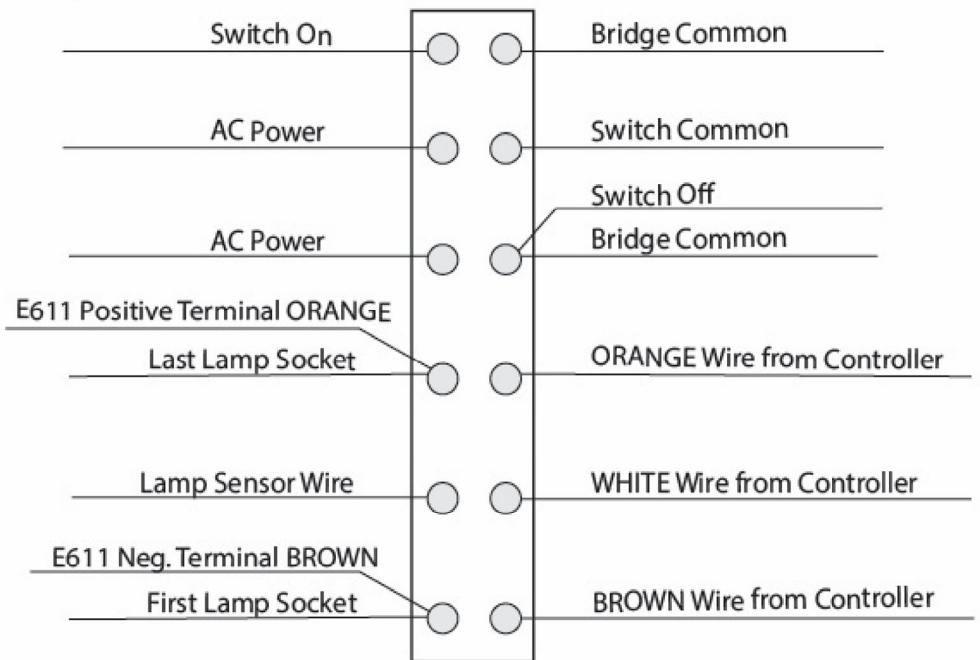 Switch On
Bridge Common
AC Power
Switch Common
Switch Off
AC Power
Bridge Common
E611 Positive Terminal ORANGE
Last Lamp Socket
ORANGE Wire from Controller
Lamp Sensor Wire
WHITE Wire from Controller
E611 Neg. Terminal BROWN
First Lamp Socket
BROWN Wire from Controller